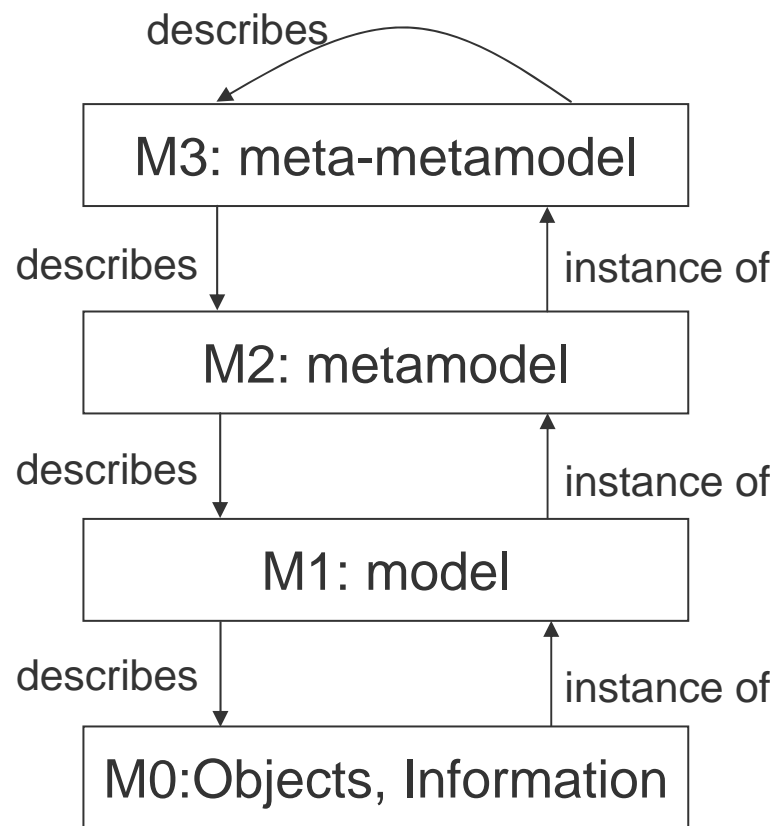 describes
M3: meta-metamodel
describes
instance of
M2: metamodel
describes
instance of
M1: model
describes
instance of
M0:Objects, Information